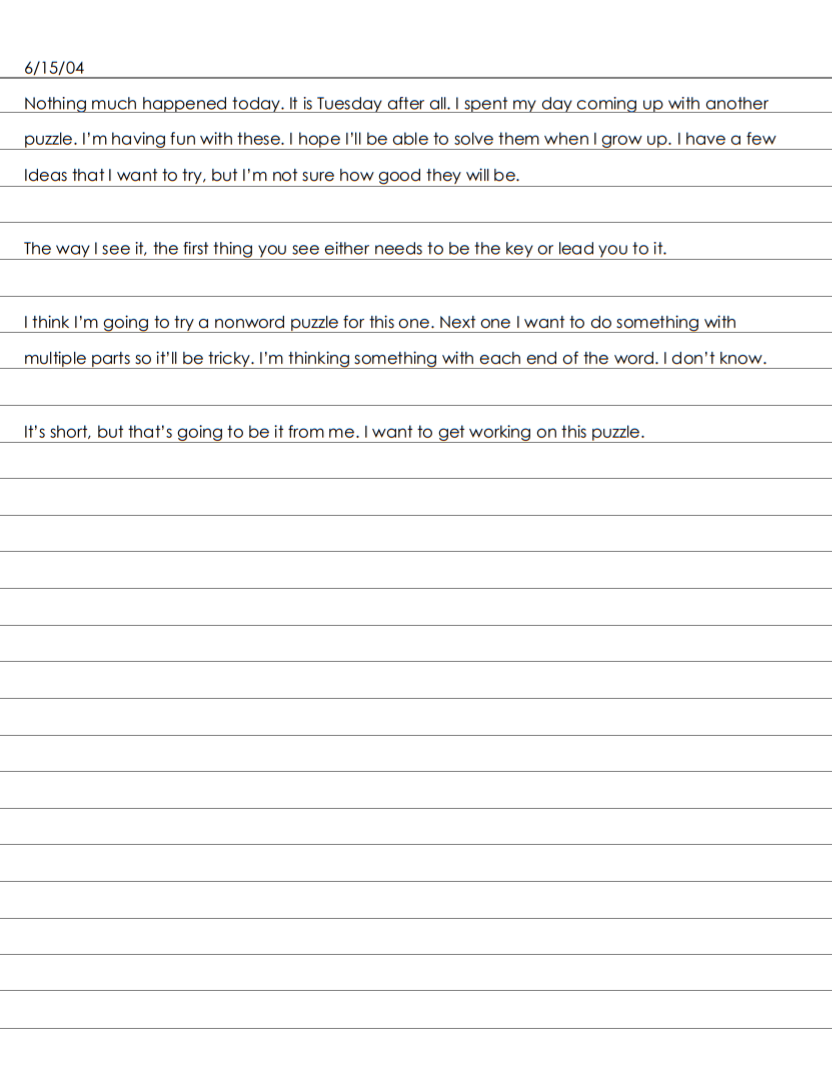 6/15/04
Nothing much happened today. It is Tuesday after all. I spent my day coming up with another
puzzle. I'm having fun with these. I hope I'll be able to solve them when I grow up. I have a few
Ideas that I want to try, but I'm not sure how good they will be.
The way I see it, the first thing you see either needs to be the key or lead you to it.
I think I'm going to try a nonword puzzle for this one. Next one I want to do something with
multiple parts so it'll be tricky. I'm thinking something with each end of the word. I don't know.
It's short, but that's going to be it from me. I want to get working on this puzzle.